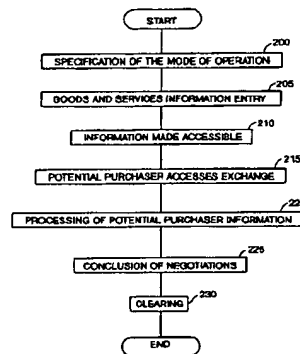 START
200
SPECIFICATION OF THE MODE OF OPERATION
205
GOODS AND SERVICES INFORMATION ENTRY
210
INFORMATION MADE ACCESSIBLE
215
POTENTIAL PURCHASER ACCESSES EXCHANGE
PROCESSING OF POTENTIAL PURCHASER INFORMATION
225
CONCLUSION OF NEGOTIATIONS
230
CLEARING
END